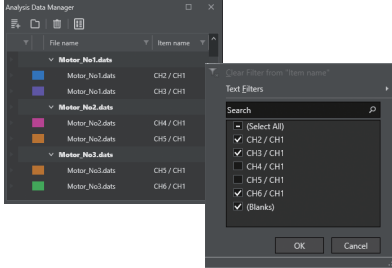 Analysis Data Manager
File name Item name
Motor_No1.dats
Motor_No1.dats CH2 / CH1
Motor_No1.dats CH3 / CH1
Motor_No2.dats
Motor_No2.dats CH4 / CH1
Motor_No2.dats CH5 / CH1
Motor_No3.dats
Motor_No3.dats CH5 / CH1
Motor_No3.dats CH6 / CH1
Clear Filter from "Item name"
Text Filters
Search
(Select All)
CH2 / CH1
CH3 / CH1
CH4 / CH1
CH5 / CH1
CH6 / CH1
(Blanks)
OK Cancel